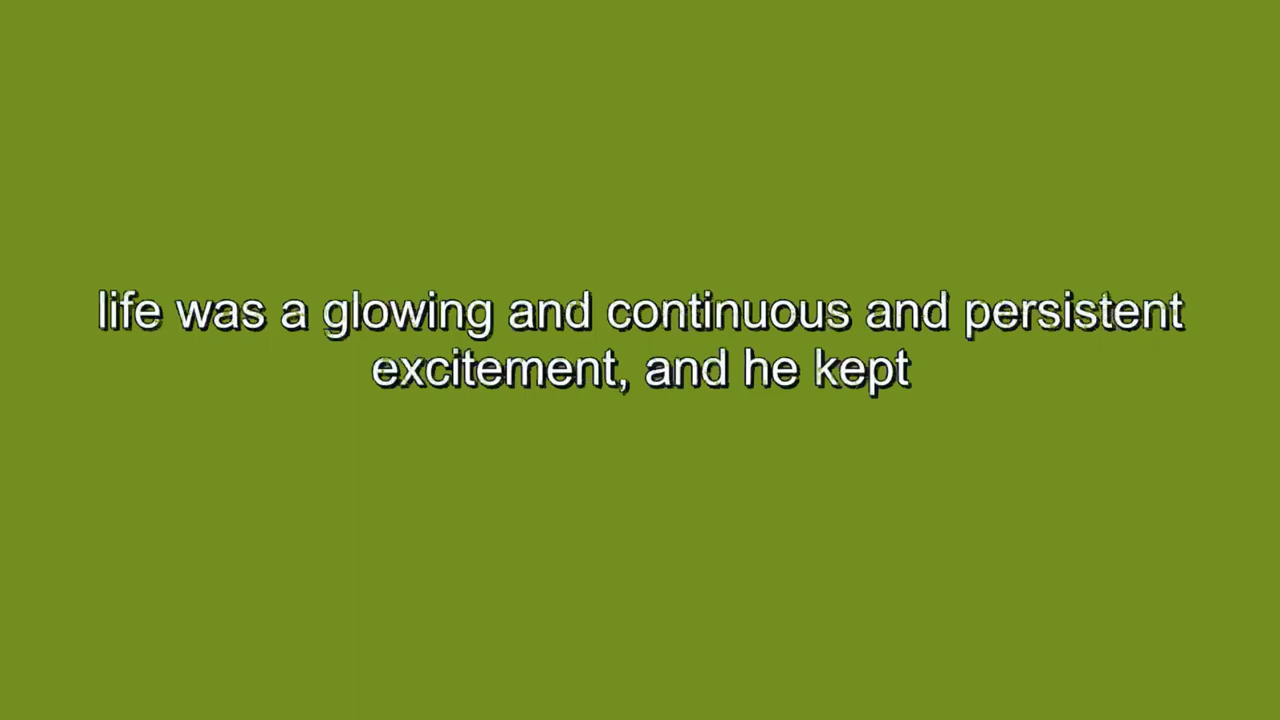 life was a glowing and continuous and persistent
excitement, and he kept